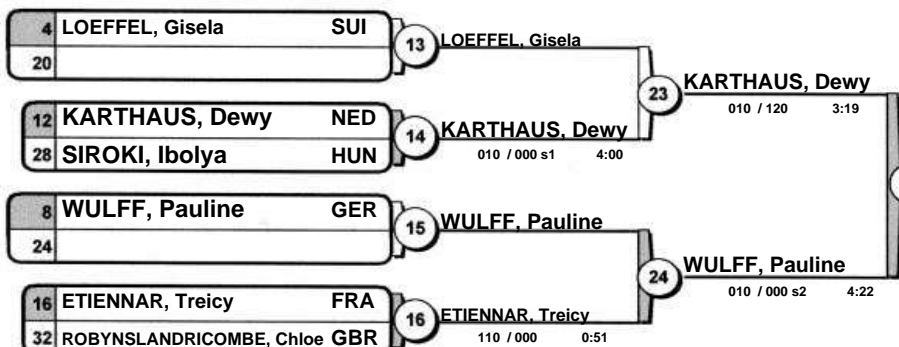 4 LOEFFEL, Gisela SUI
20
13 LOEFFEL, Gisela
12 KARTHAUS, Dewy NED
28 SIROKI, Ibolya HUN
14 KARTHAUS, Dewy
010 / 000 s1 4:00
23 KARTHAUS, Dewy
010 / 120 3:19
8 WULFF, Pauline GER
24
15 WULFF, Pauline
16 ETIENNAR, Treicy FRA
32 ROBYNSLANDRICOMBE, Chloe GBR
16 ETIENNAR, Treicy
110 / 000 0:51
24 WULFF, Pauline
010 / 000 s2 4:22